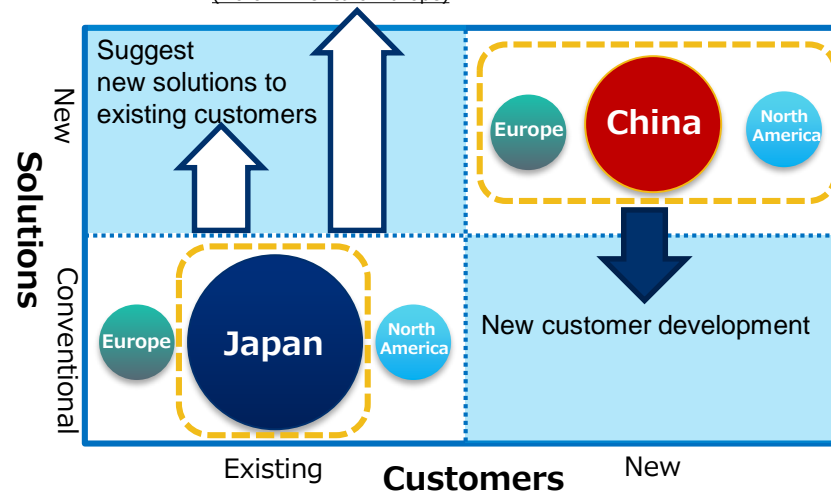 Suggest
new solutions to
existing customers
Europe
China
North
America
New
Solutions
Conventional
Europe
Japan
North
America
New customer development
Existing
Customers
New